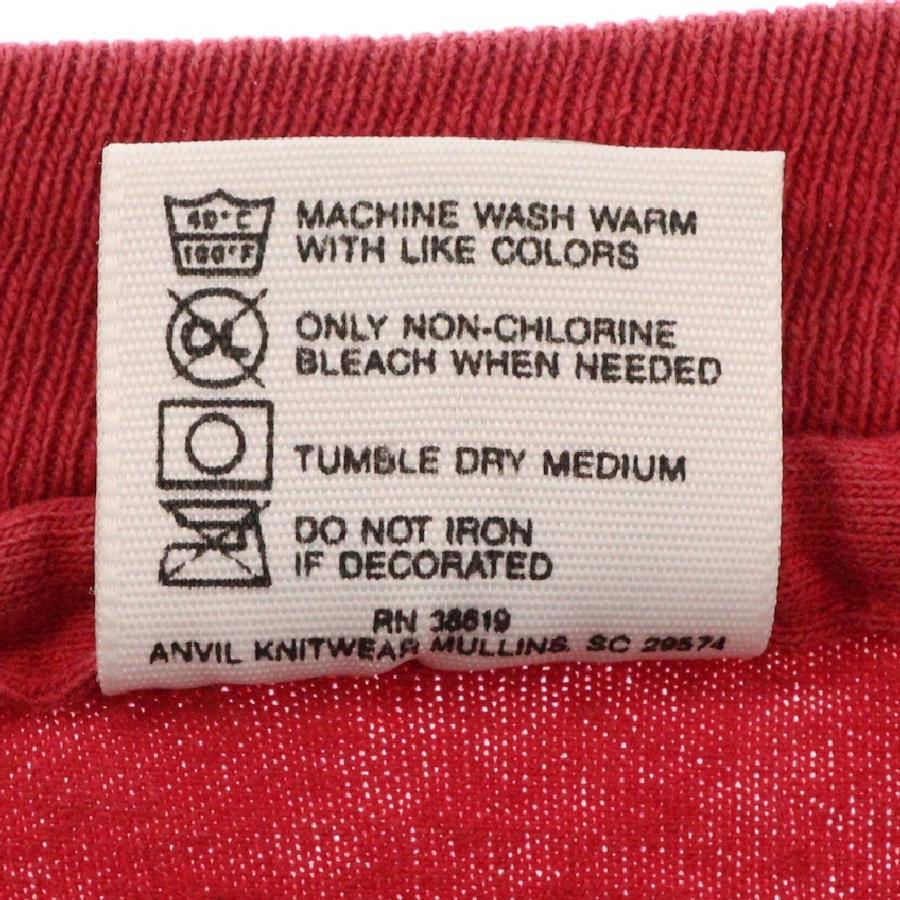 40°C
100°F
MACHINE WASH WARM
WITH LIKE COLORS
CL
ONLY NON-CHLORINE
BLEACH WHEN NEEDED
TUMBLE DRY MEDIUM
DO NOT IRON
IF DECORATED
RN 38619
ANVIL KNITWEAR MULLINS, SC 29574